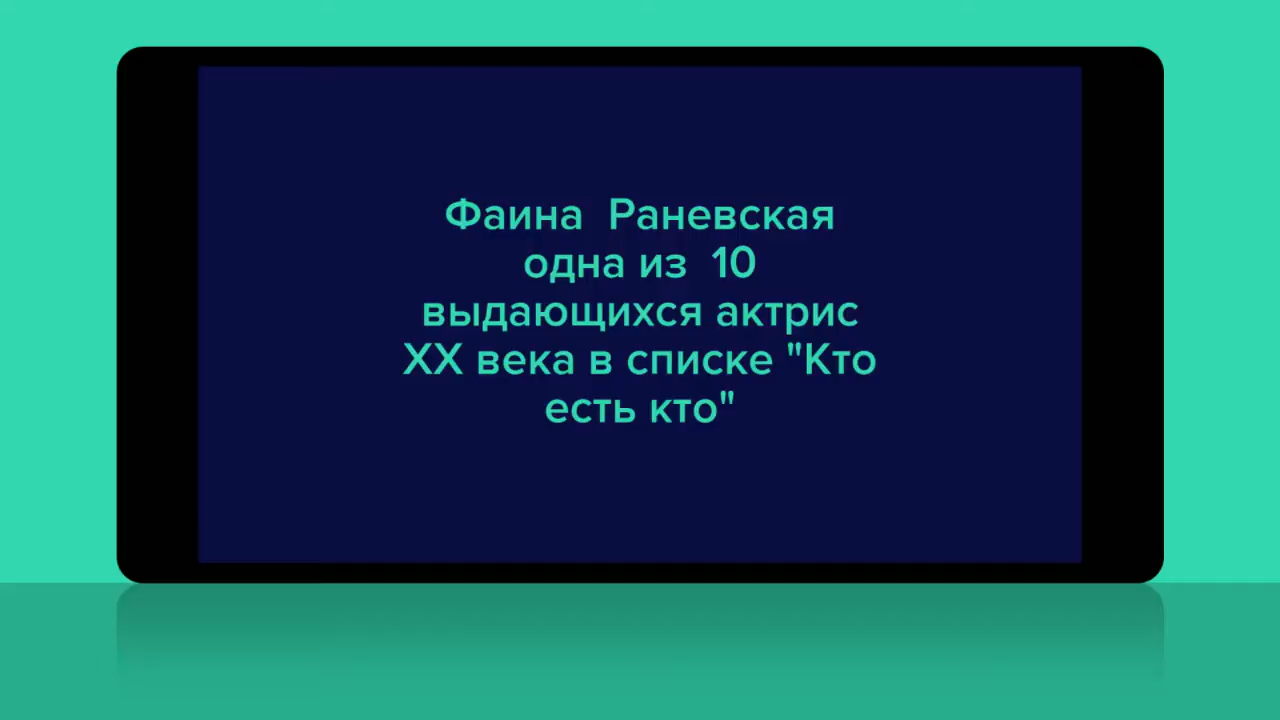 Фаина  Раневская
одна из  10
выдающихся актрис
XX века в списке "Кто
есть кто"